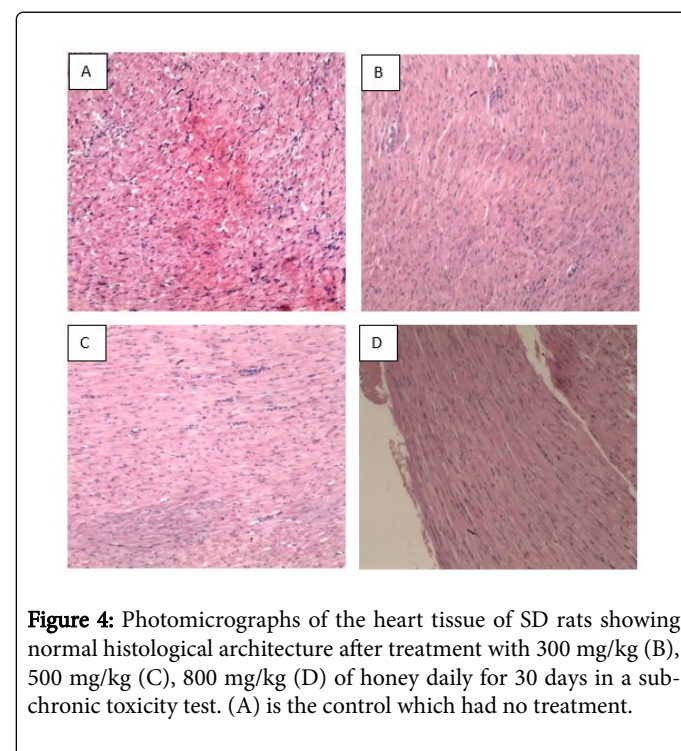 A
B
C
D
Figure 4: Photomicrographs of the heart tissue of SD rats showing
normal histological architecture after treatment with 300 mg/kg (B),
500 mg/kg (C), 800 mg/kg (D) of honey daily for 30 days in a sub-
chronic toxicity test. (A) is the control which had no treatment.